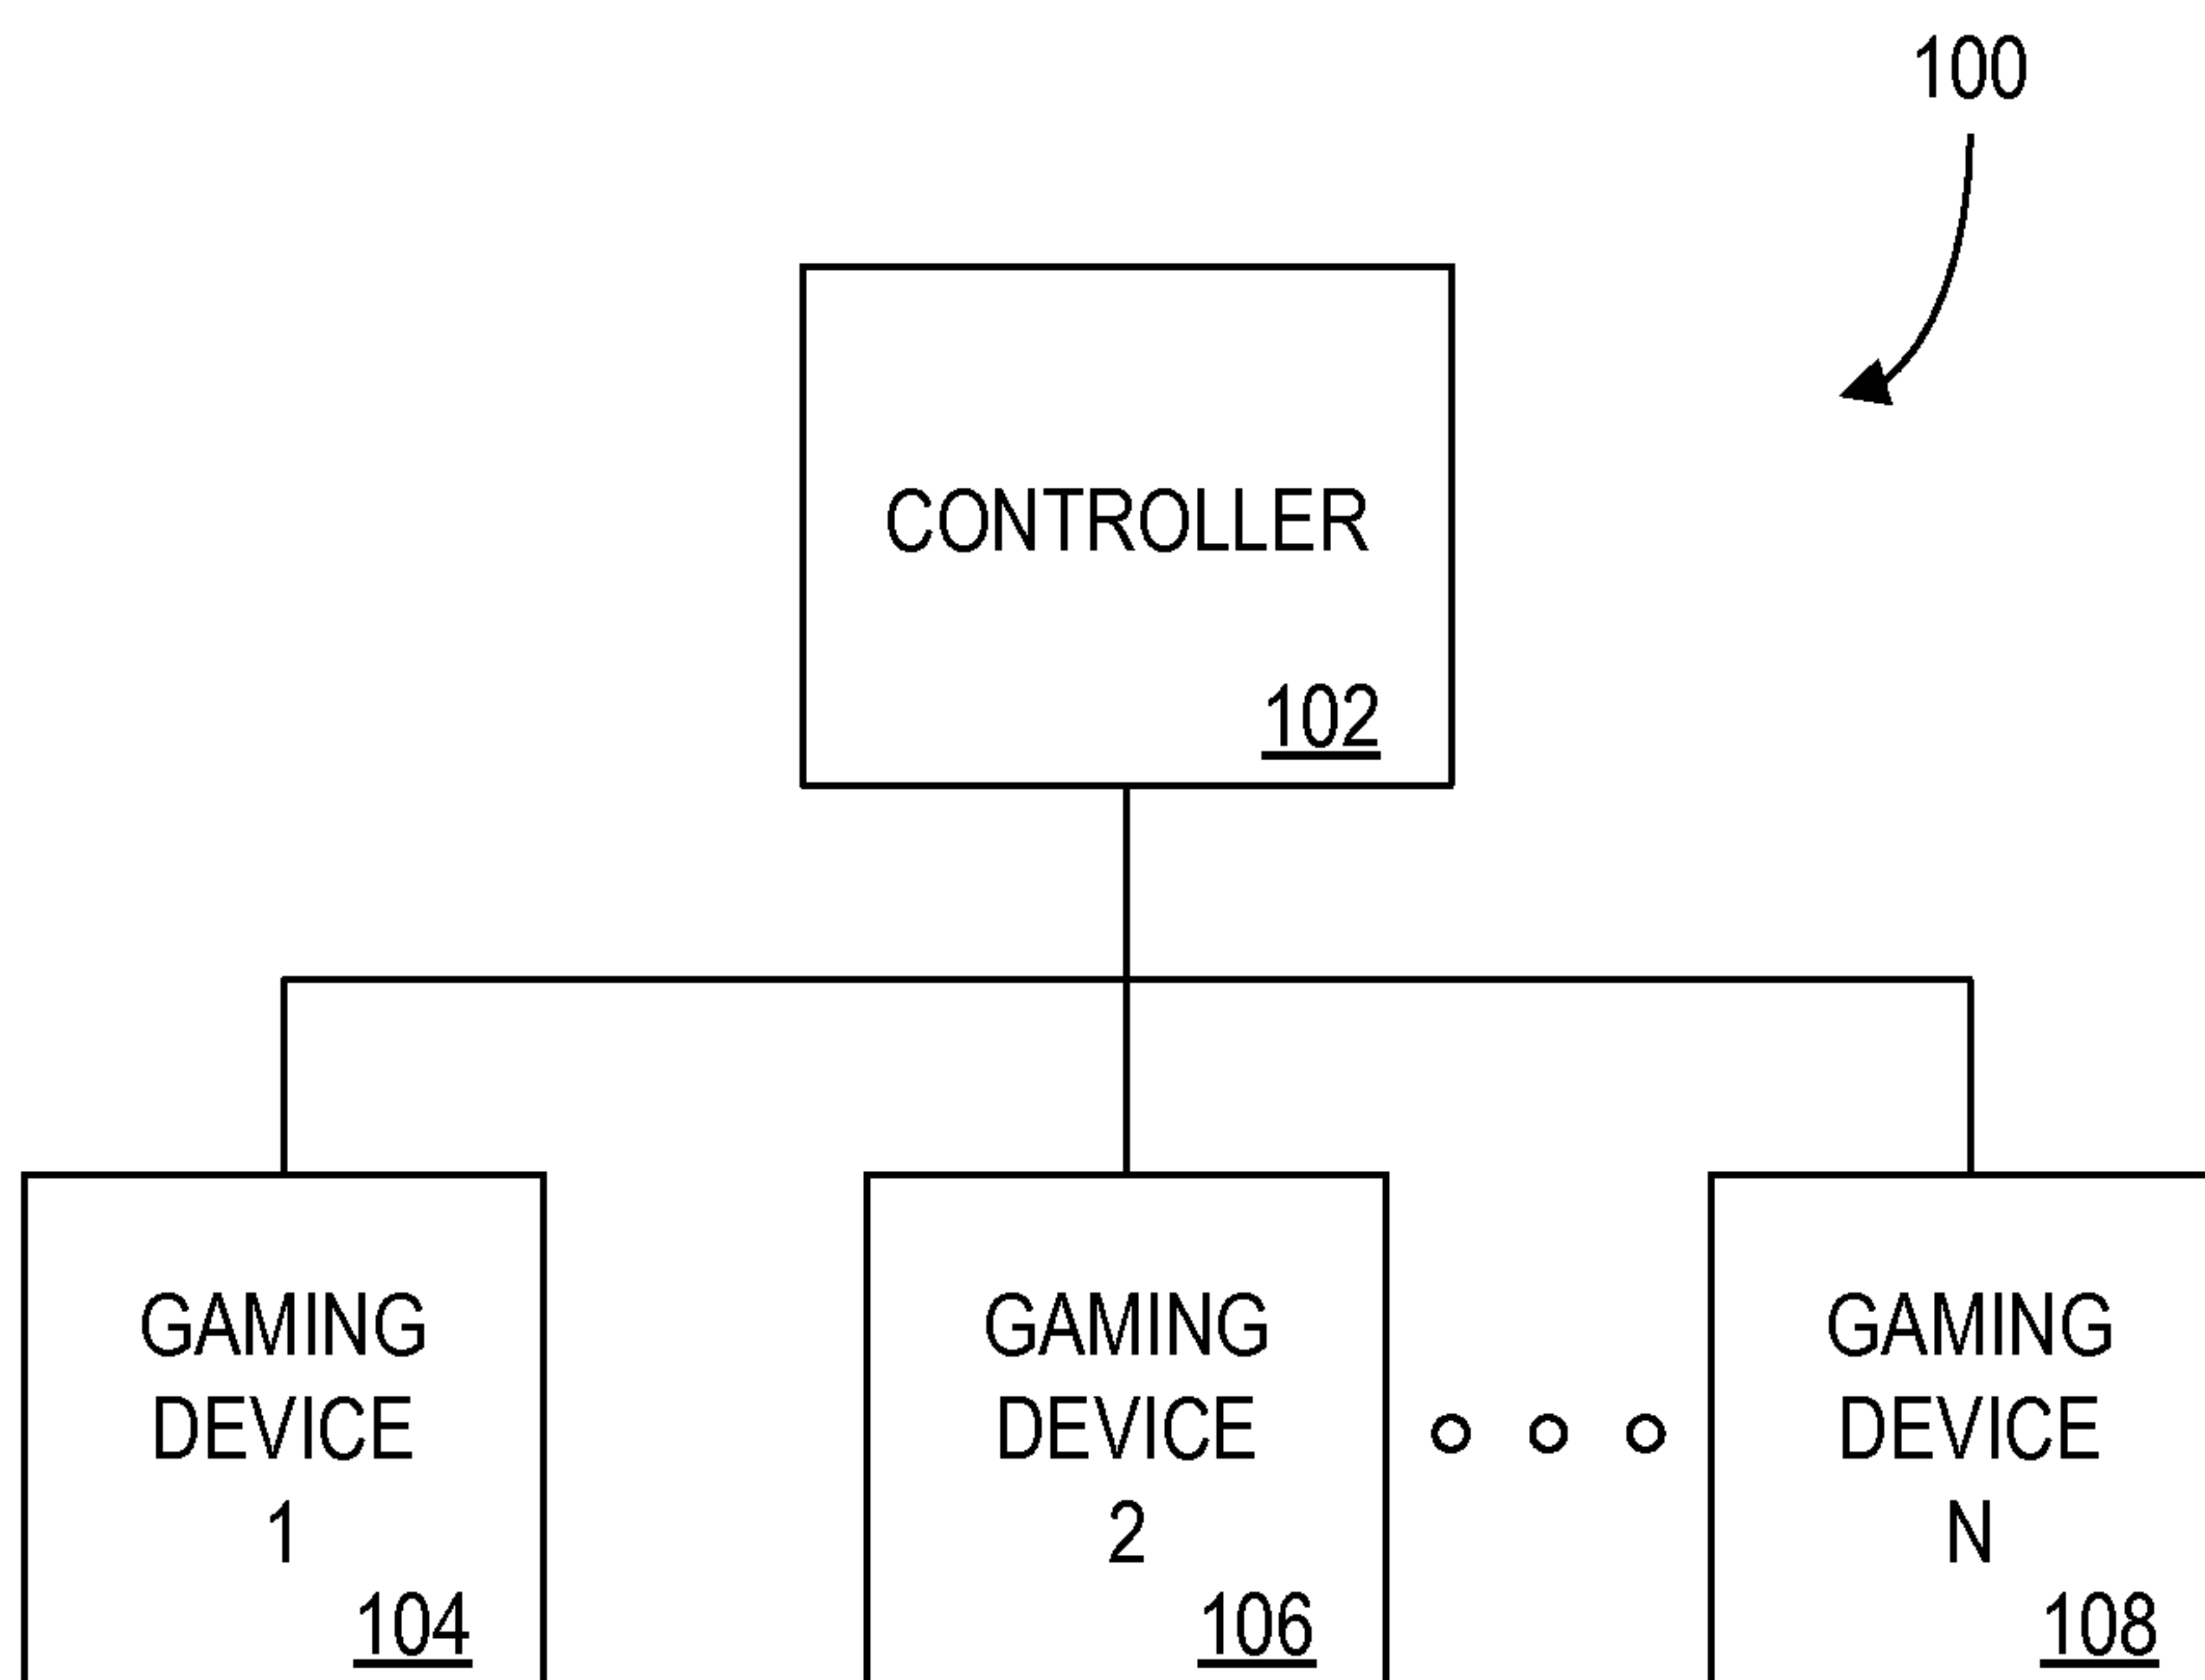 100
CONTROLLER
102
GAMING
DEVICE
1
104
GAMING
DEVICE
2
106
GAMING
DEVICE
N
108